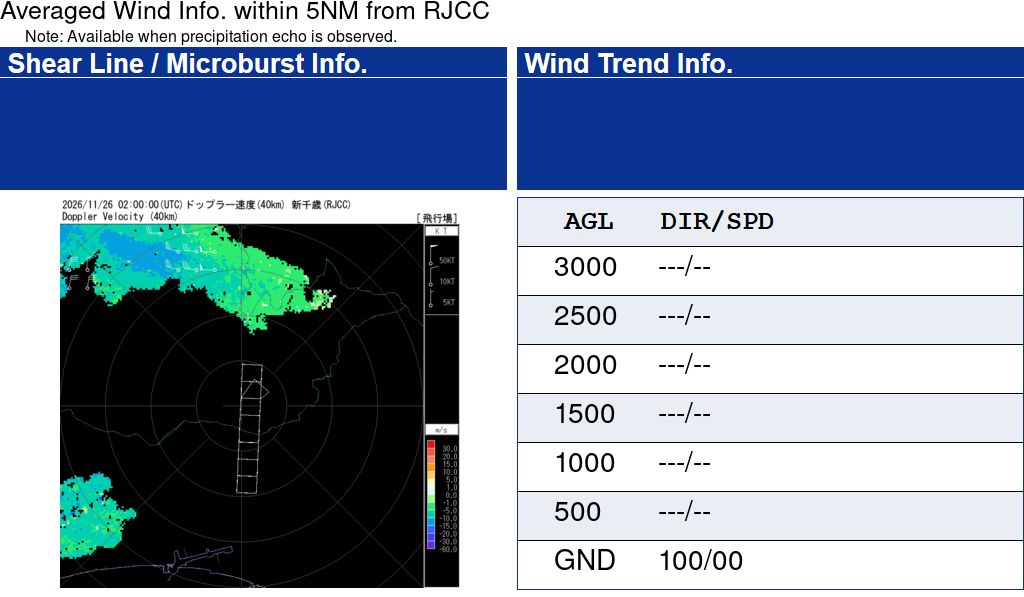 Averaged Wind Info. within 5NM from RJCC
Note: Available when precipitation echo is observed.
Shear Line / Microburst Info.
Wind Trend Info.
2026/11/26 02:00:00(UTC) ドップラー速度(40km) 新千歳(RJCC)
Doppler Velocity (40km)
[飛行場]
KT
50KT
10KT
5KT
m/s
30.0
20.0
15.0
10.0
5.0
1.0
0.0
-1.0
-5.0
-10.0
-15.0
-20.0
-30.0
-60.0
AGL DIR/SPD
3000 ---/--
2500 ---/--
2000 ---/--
1500 ---/--
1000 ---/--
500 ---/--
GND 100/00